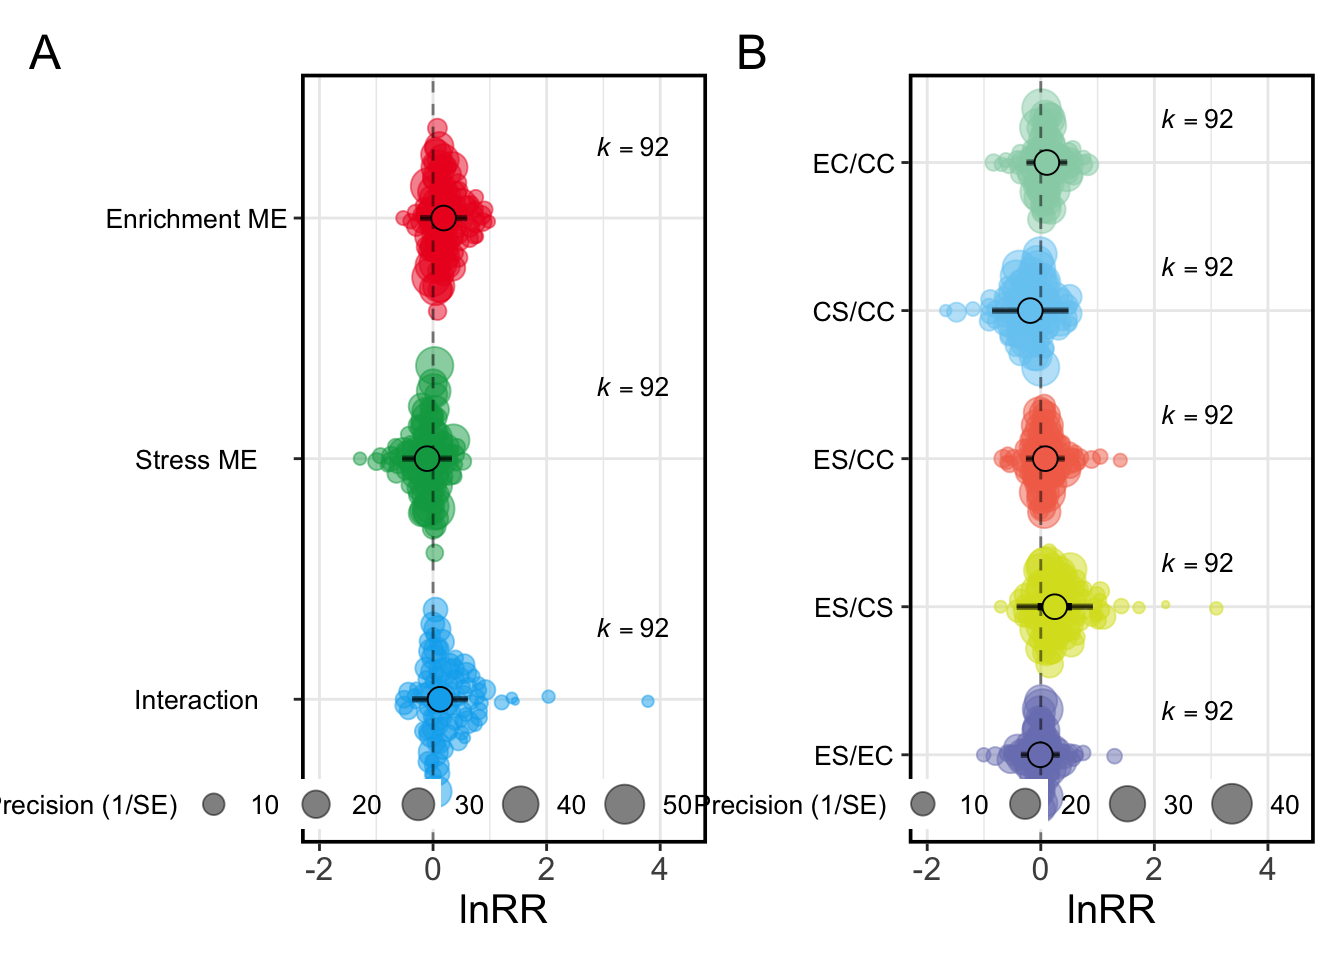 A
k = 92
Enrichment ME
k = 92
Stress ME
k = 92
Interaction
Precision (1/SE) 10 20 30 40 50
-2 0 2 4
lnRR
B
k = 92
EC/CC
k = 92
CS/CC
k = 92
ES/CC
k = 92
ES/CS
k = 92
ES/EC
Precision (1/SE) 10 20 30 40
-2 0 2 4
lnRR